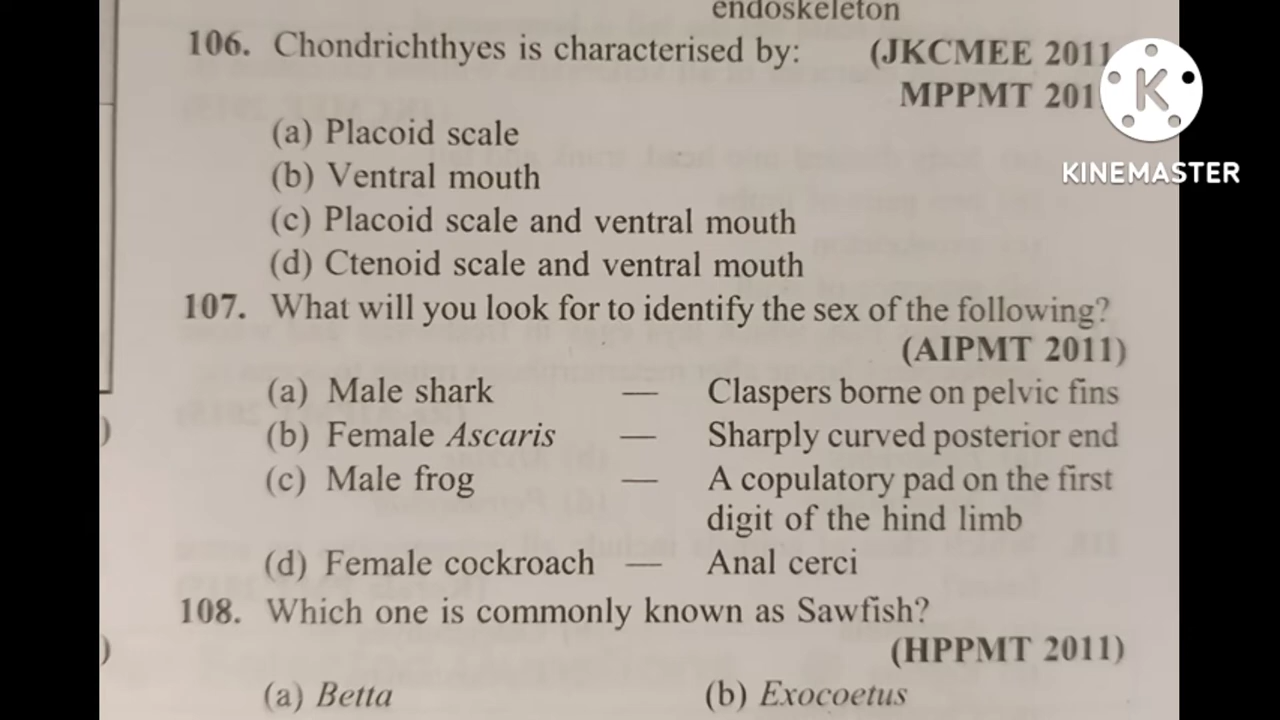 endoskeleton
106. Chondrichthyes is characterised by: (JKCMEE 2011
MPPMT 201
K
KINEMASTER
(a) Placoid scale
(b) Ventral mouth
(c) Placoid scale and ventral mouth
(d) Ctenoid scale and ventral mouth
107. What will you look for to identify the sex of the following?
(AIPMT 2011)
(a) Male shark — Claspers borne on pelvic fins
(b) Female Ascaris — Sharply curved posterior end
(c) Male frog — A copulatory pad on the first
digit of the hind limb
(d) Female cockroach — Anal cerci
108. Which one is commonly known as Sawfish?
(HPPMT 2011)
(a) Betta (b) Exocoetus